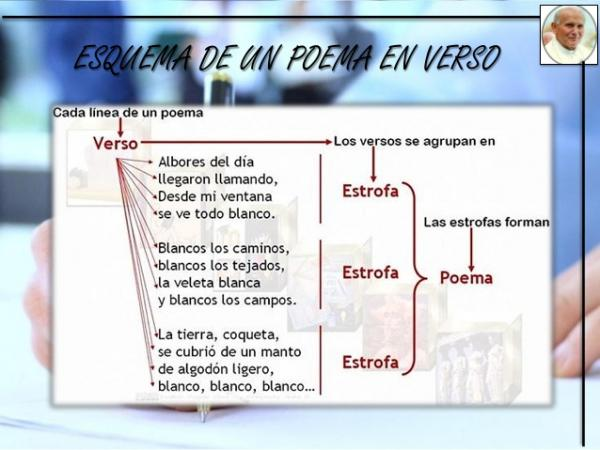 ESQUEMA DE UN POEMA EN VERSO
Cada línea de un poema
Verso
Los versos se agrupan en
Albores del día
llegaron llamando,
Desde mi ventana
se ve todo blanco.
Estrofa
Las estrofas forman
Blancos los caminos,
blancos los tejados,
la veleta blanca
y blancos los campos.
Estrofa
Poema
La tierra, coqueta,
se cubrió de un manto
de algodón ligero,
blanco, blanco, blanco...
Estrofa